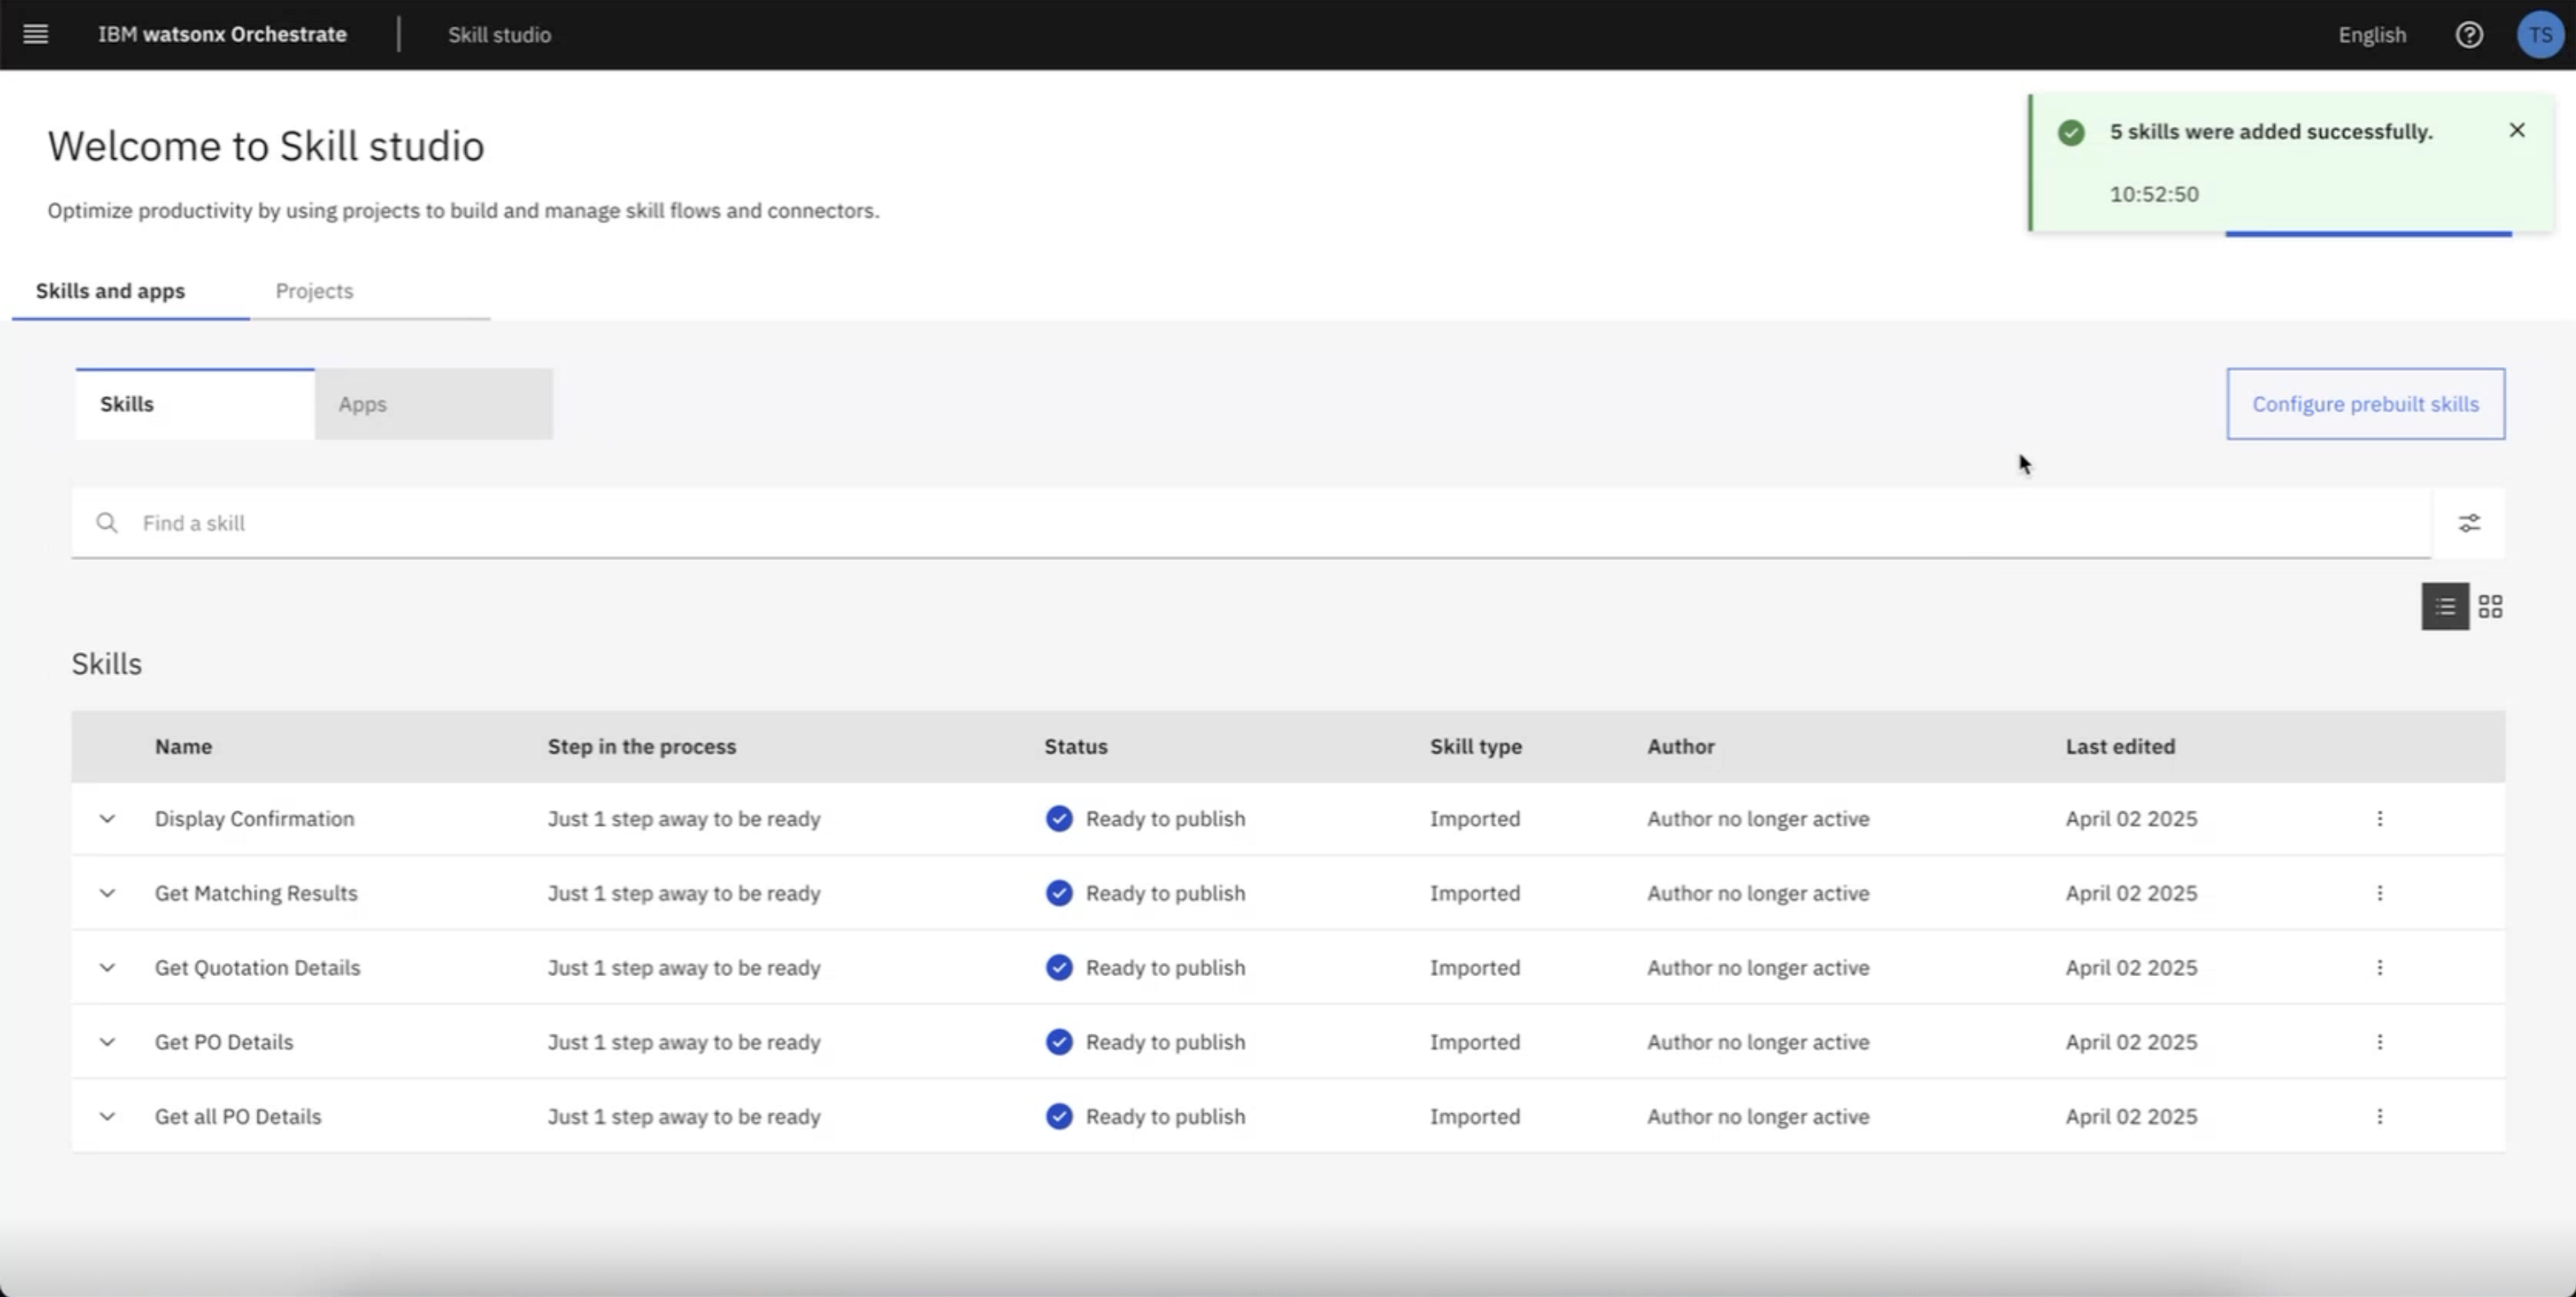 IBM watsonx Orchestrate Skill studio English TS
Welcome to Skill studio
5 skills were added successfully.
10:52:50
Optimize productivity by using projects to build and manage skill flows and connectors.
Skills and apps Projects
Skills Apps Configure prebuilt skills
Find a skill
Skills
Name Step in the process Status Skill type Author Last edited
Display Confirmation Just 1 step away to be ready Ready to publish Imported Author no longer active April 02 2025
Get Matching Results Just 1 step away to be ready Ready to publish Imported Author no longer active April 02 2025
Get Quotation Details Just 1 step away to be ready Ready to publish Imported Author no longer active April 02 2025
Get PO Details Just 1 step away to be ready Ready to publish Imported Author no longer active April 02 2025
Get all PO Details Just 1 step away to be ready Ready to publish Imported Author no longer active April 02 2025